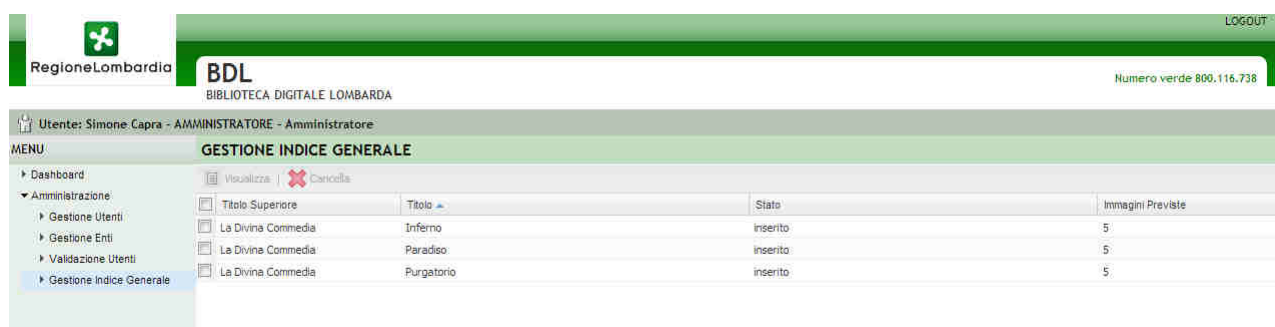 LOGOUT
RegioneLombardia
BDL
BIBLIOTECA DIGITALE LOMBARDA
Numero verde 800.116.738
Utente: Simone Capra - AMMINISTRATORE - Amministratore
MENU
GESTIONE INDICE GENERALE
Dashboard
Amministrazione
Gestione Utenti
Gestione Enti
Validazione Utenti
Gestione Indice Generale
Visualizza | Cancella
Titolo Superiore Titolo Stato Immagini Previste
La Divina Commedia Inferno inserito 5
La Divina Commedia Paradiso inserito 5
La Divina Commedia Purgatorio inserito 5